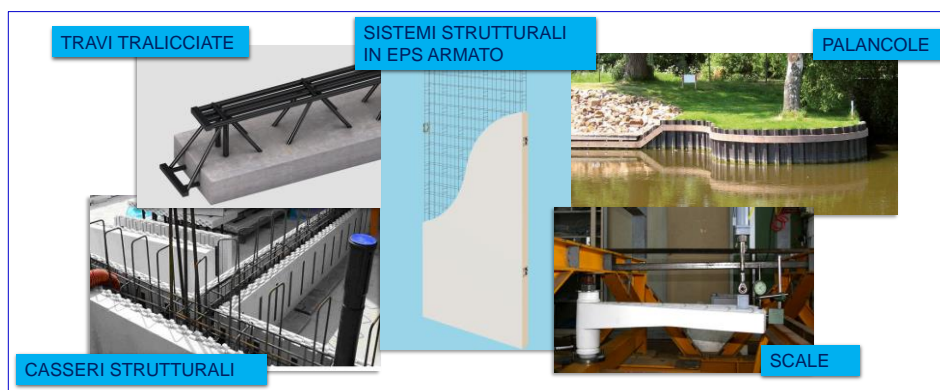 TRAVI TRALICCIATE
SISTEMI STRUTTURALI
IN EPS ARMATO
PALANCOLE
CASSERI STRUTTURALI
SCALE